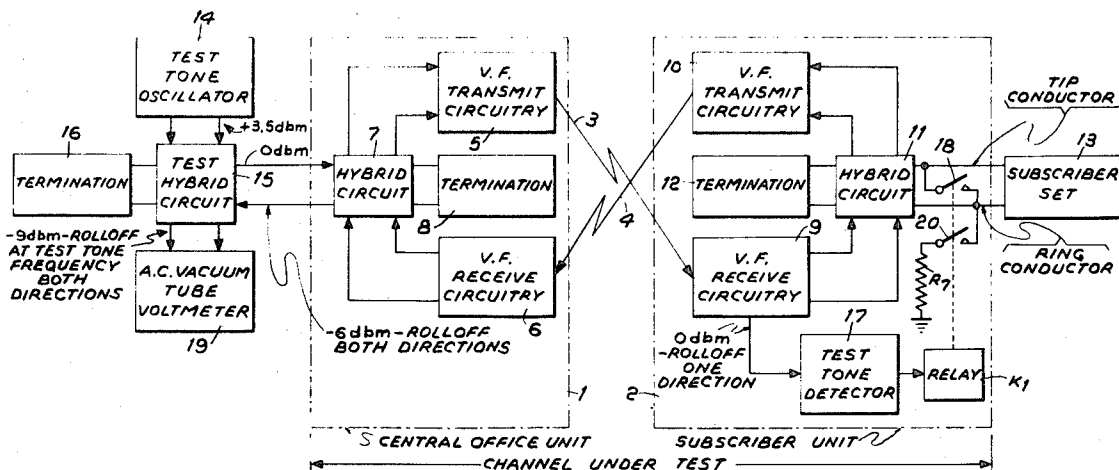 14
TEST
TONE
OSCILLATOR
+3.5dbm
16
TERMINATION
TEST
HYBRID
CIRCUIT
15
0dbm
-9dbm-ROLLOFF
AT TEST TONE
FREQUENCY
BOTH
DIRECTIONS
A.C. VACUUM
TUBE
VOLTMETER
19
-6dbm-ROLLOFF
BOTH DIRECTIONS
7
HYBRID
CIRCUIT
V.F.
TRANSMIT
CIRCUITRY
5
TERMINATION
8
V.F.
RECEIVE
CIRCUITRY
6
1
3
4
10
V.F.
TRANSMIT
CIRCUITRY
12
TERMINATION
11
HYBRID
CIRCUIT
9
V.F.
RECEIVE
CIRCUITRY
0dbm
-ROLLOFF
ONE
DIRECTION
2
17
TEST
TONE
DETECTOR
RELAY
K1
18
20
R7
TIP
CONDUCTOR
13
SUBSCRIBER
SET
RING
CONDUCTOR
CENTRAL OFFICE UNIT
SUBSCRIBER UNIT
CHANNEL UNDER TEST